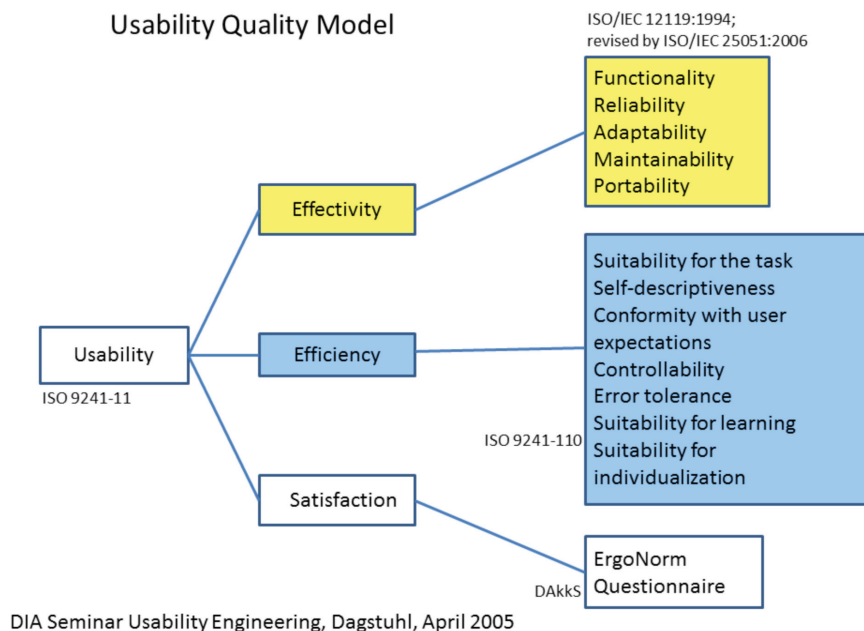 Usability Quality Model
ISO/IEC 12119:1994;
revised by ISO/IEC 25051:2006
Functionality
Reliability
Adaptability
Maintainability
Portability
Effectivity
Suitability for the task
Self-descriptiveness
Conformity with user
expectations
Controllability
Error tolerance
Suitability for learning
Suitability for
individualization
Usability
Efficiency
ISO 9241-11
ISO 9241-110
Satisfaction
ErgoNorm
Questionnaire
DAkkS
DIA Seminar Usability Engineering, Dagstuhl, April 2005